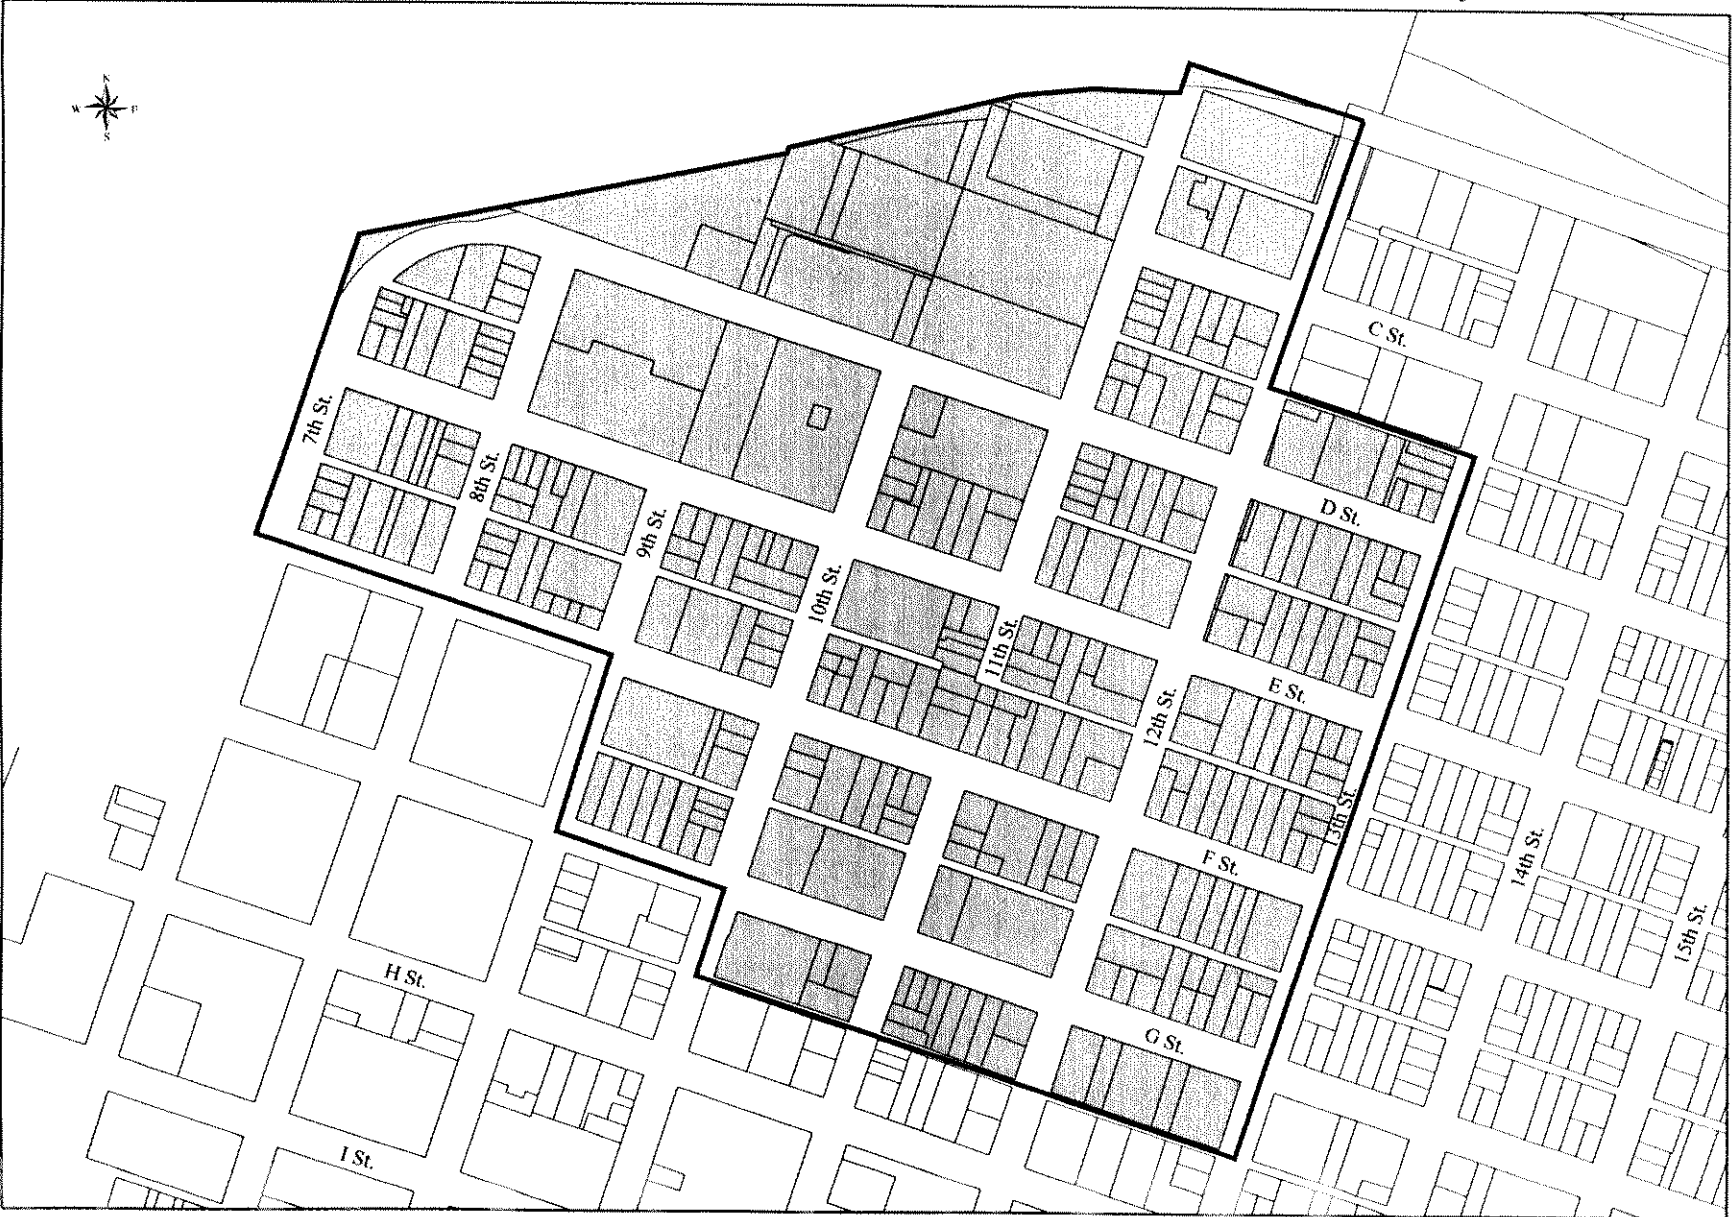 N
W E
S
C St.
7th St.
8th St.
D St.
9th St.
10th St.
11th St.
E St.
12th St.
13th St.
F St.
14th St.
15th St.
H St.
G St.
I St.